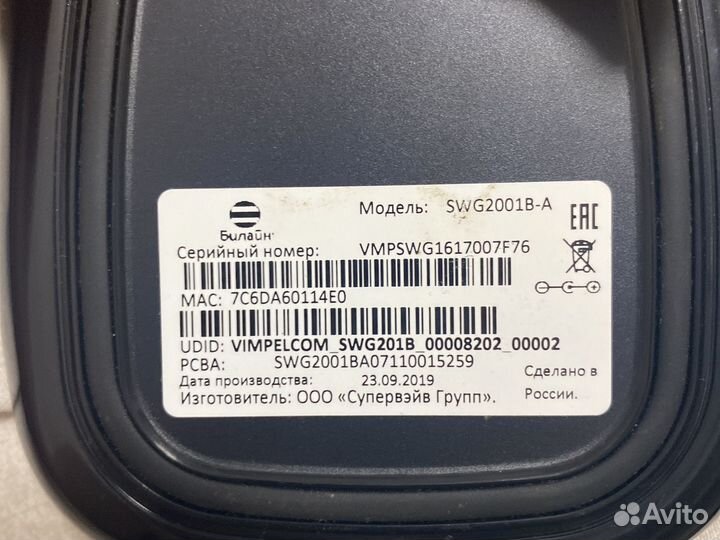 Модель: SWG2001B-A
EAC
Билайн
Серийный номер: VMPSWG1617007F76
MAC: 7C6DA60114E0
UDID: VIMPELCOM_SWG201B_00008202_00002
PCBA: SWG2001BA07110015259
Дата производства: 23.09.2019
Сделано в России.
Изготовитель: ООО «Супервэйв Групп».
Avito